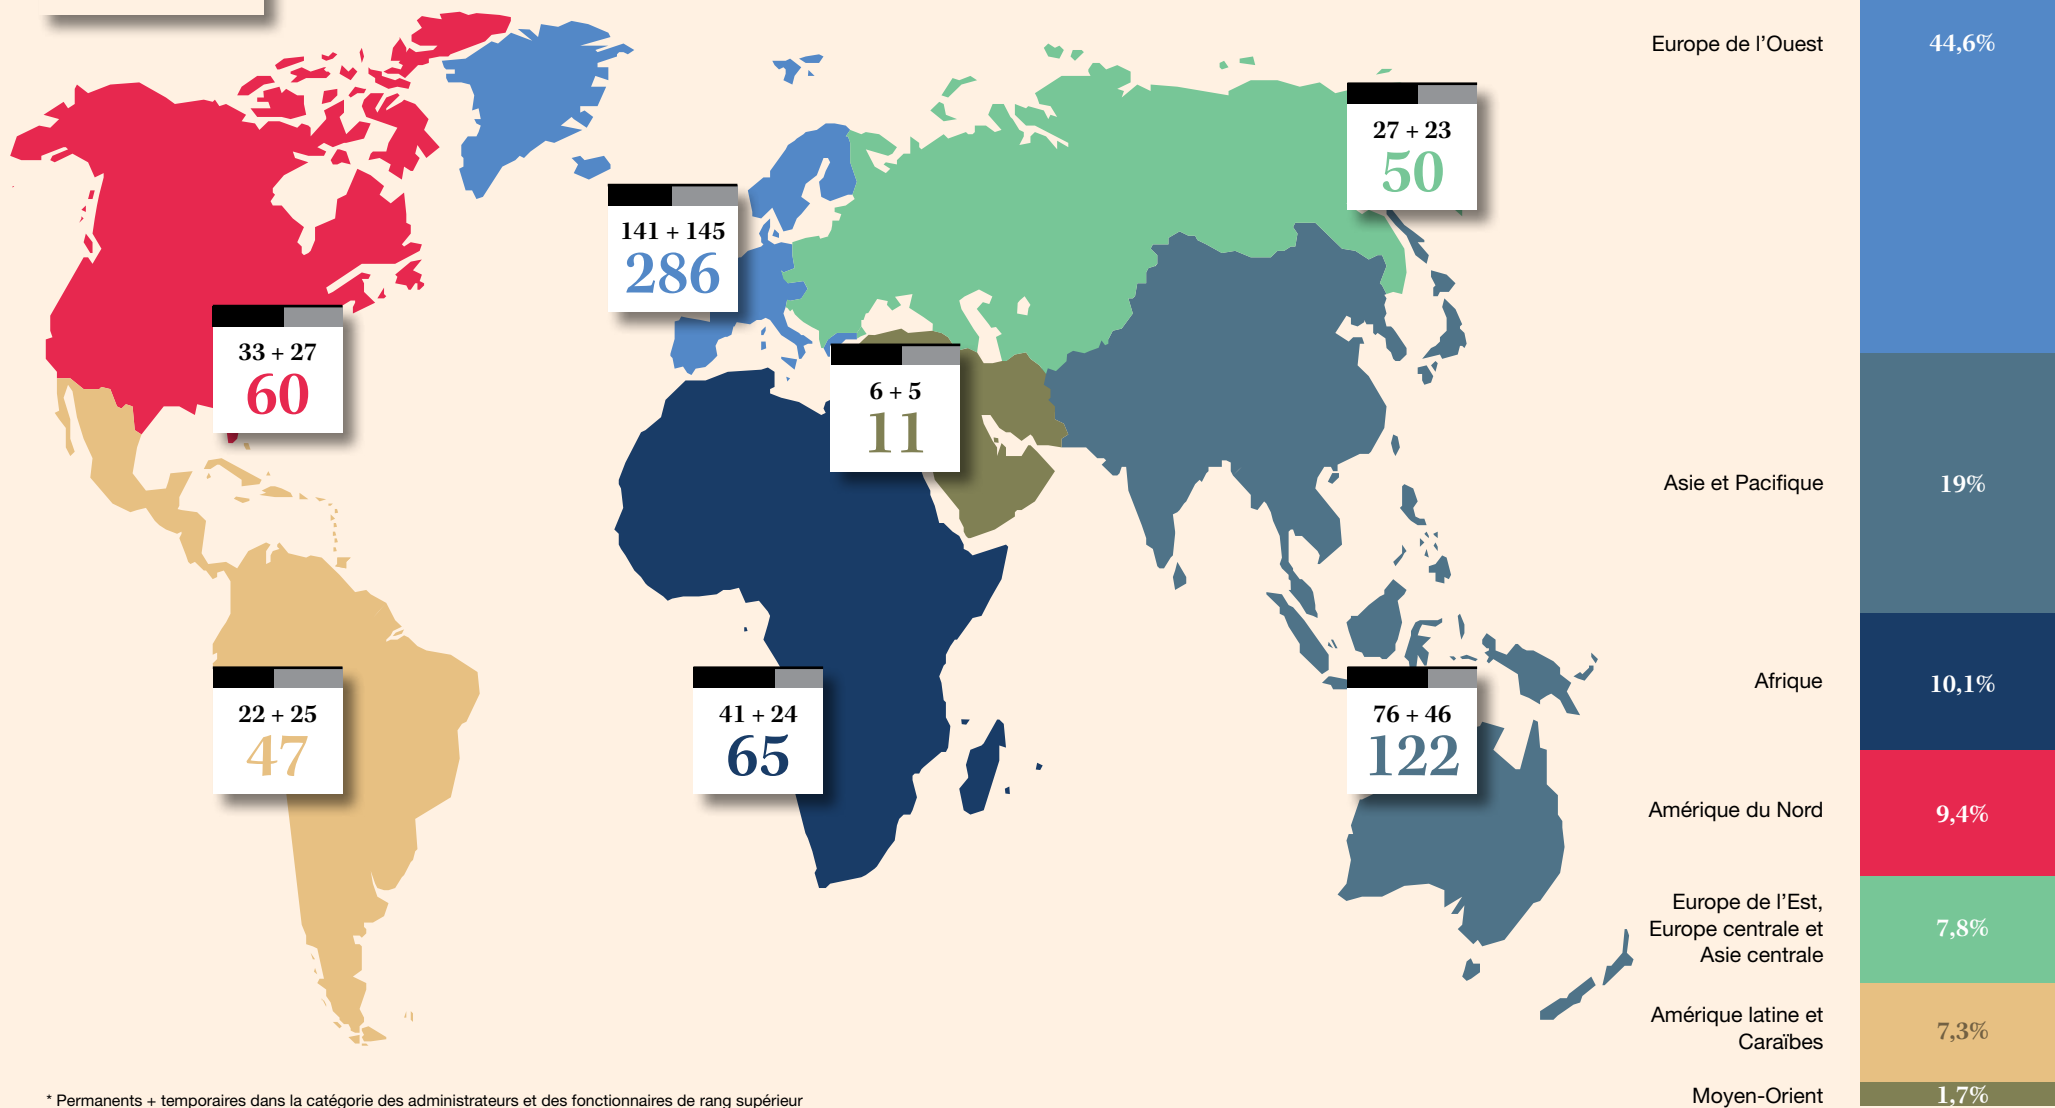 27 + 23
50
141 + 145
286
33 + 27
60
6 + 5
11
22 + 25
47
41 + 24
65
76 + 46
122
Europe de l’Ouest
44,6%
Asie et Pacifique
19%
Afrique
10,1%
Amérique du Nord
9,4%
Europe de l’Est,
Europe centrale et
Asie centrale
7,8%
Amérique latine et
Caraïbes
7,3%
Moyen-Orient
1,7%
* Permanents + temporaires dans la catégorie des administrateurs et des fonctionnaires de rang supérieur